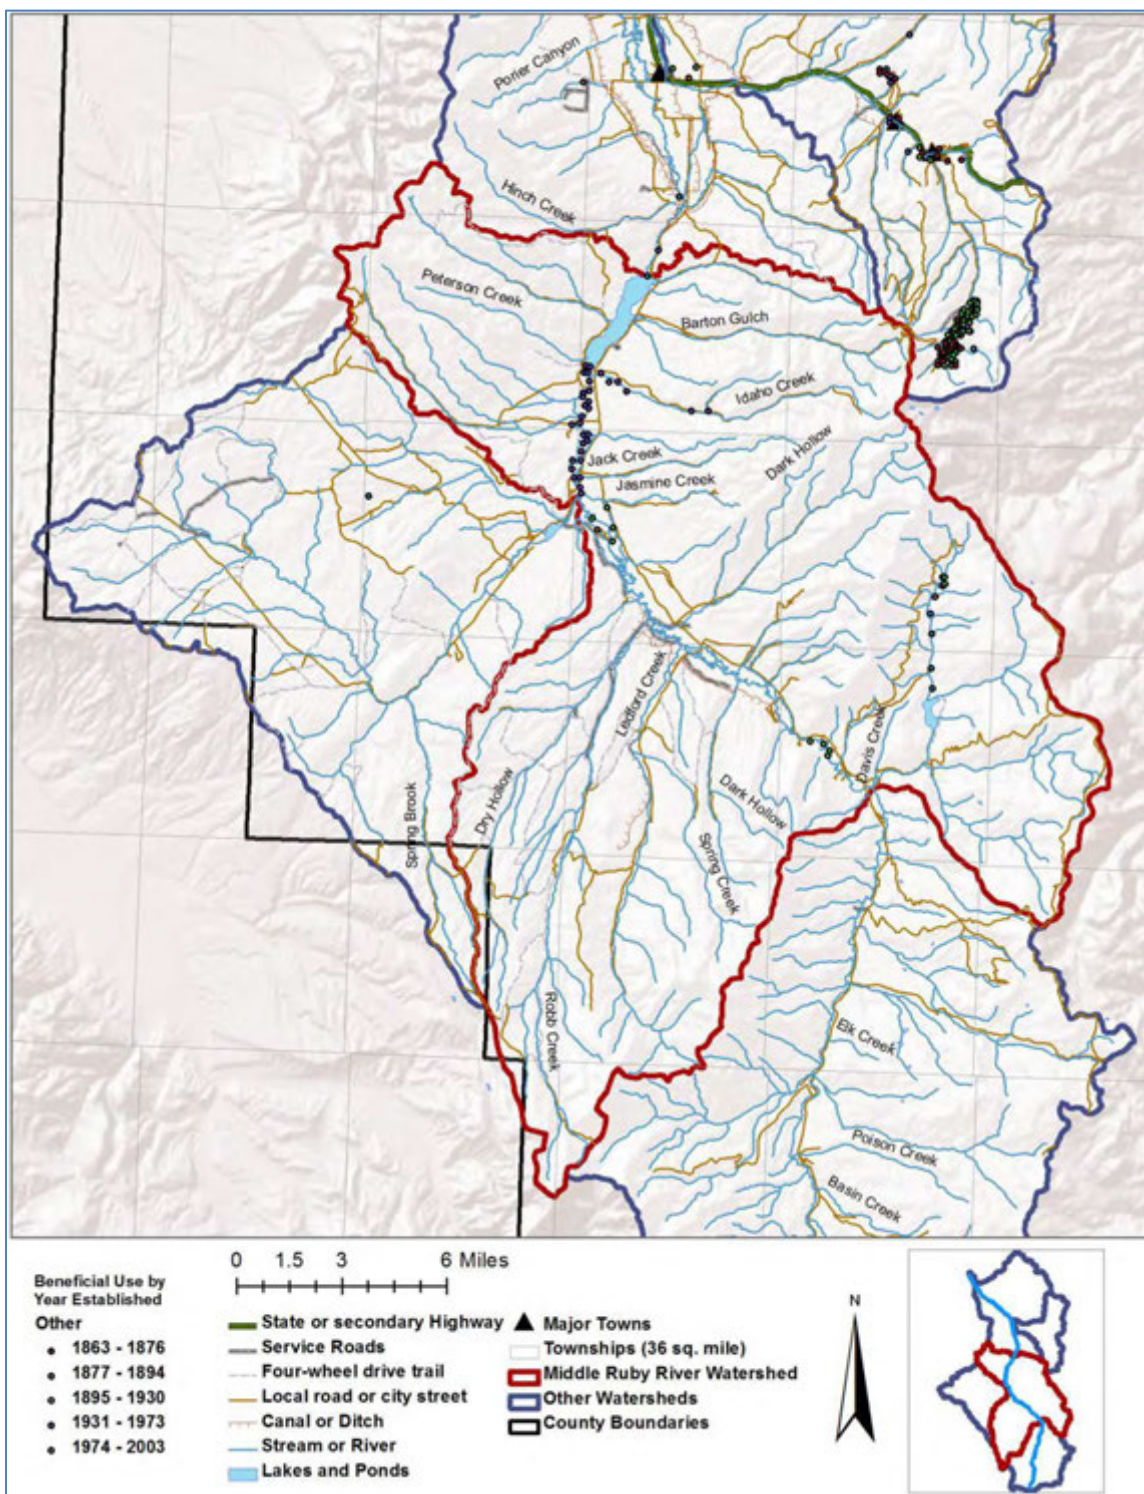 Porier Canyon
Hinch Creek
Peterson Creek
Barton Gulch
Idaho Creek
Dark Hollow
Jack Creek
Jasmine Creek
Ledford Creek
Davis Creek
Dry Hollow
Dark Hollow
Spring Brook
Spring Creek
Robb Creek
Elk Creek
Poison Creek
Basin Creek
0 1.5 3 6 Miles
Beneficial Use by
Year Established
Other
1863 - 1876
1877 - 1894
1895 - 1930
1931 - 1973
1974 - 2003
State or secondary Highway
Service Roads
Four-wheel drive trail
Local road or city street
Canal or Ditch
Stream or River
Lakes and Ponds
Major Towns
Townships (36 sq. mile)
Middle Ruby River Watershed
Other Watersheds
County Boundaries
N